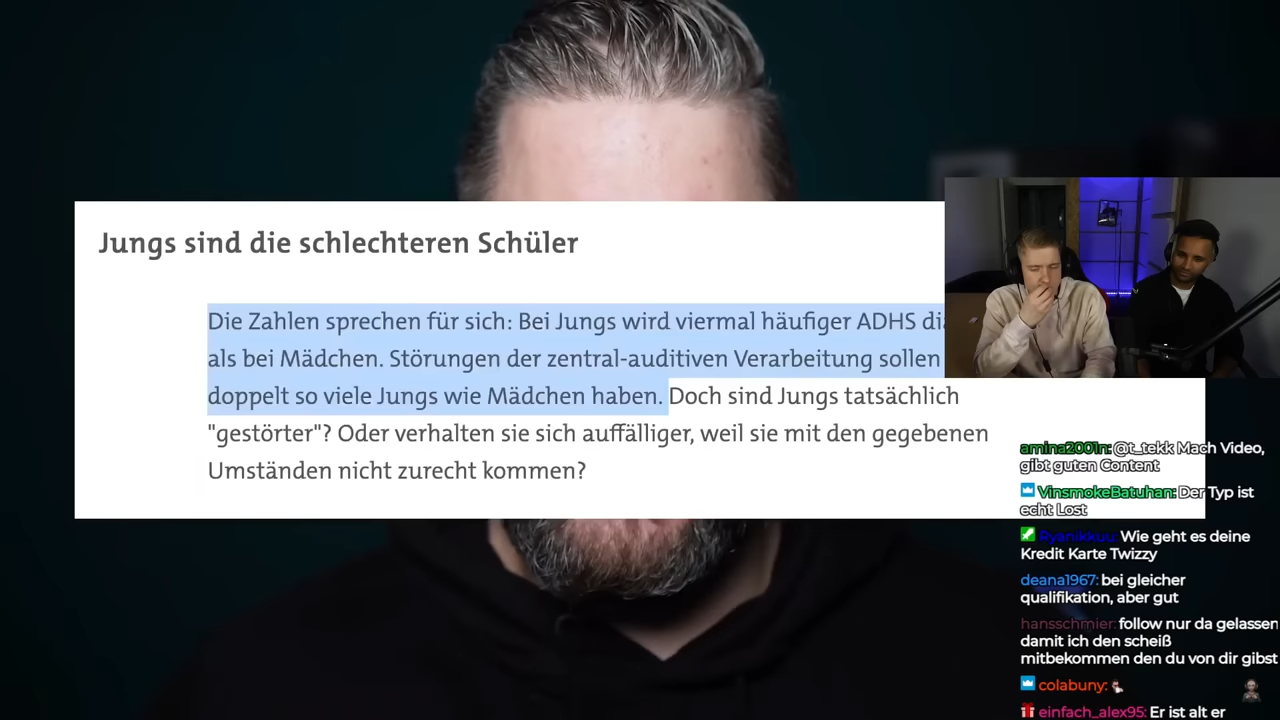 Jungs sind die schlechteren Schüler
Die Zahlen sprechen für sich: Bei Jungs wird viermal häufiger ADHS
als bei Mädchen. Störungen der zentral-auditiven Verarbeitung sollen
doppelt so viele Jungs wie Mädchen haben. Doch sind Jungs tatsächlich
"gestörter"? Oder verhalten sie sich auffälliger, weil sie mit den gegebenen
Umständen nicht zurecht kommen?
amina2001n: @t_tekk Mach Video,
gibt guten Content
VinsmokeBatuhan: Der Typ ist
echt Lost
Ryanikkuu: Wie geht es deine
Kredit Karte Twizzy
deana1967: bei gleicher
qualifikation, aber gut
hansschmier: follow nur da gelassen
damit ich den scheiß
mitbekommen den du von dir gibst
colabuny:
einfach_alex95: Er ist alt er